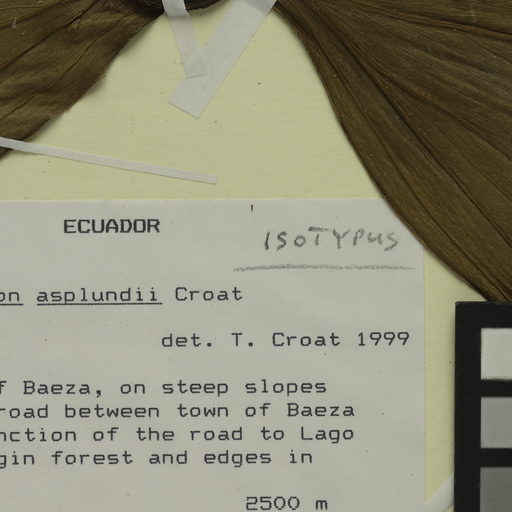 ECUADOR
ISOTYPUS
on asplundii Croat
det. T. Croat 1999
f Baeza, on steep slopes
road between town of Baeza
nction of the road to Lago
gin forest and edges in
2500 m